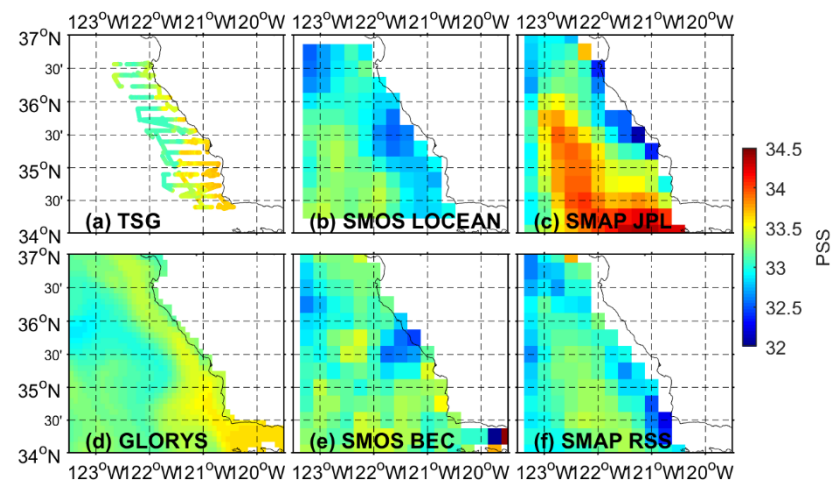 123°W122°W121°W120°W 123°W122°W121°W120°W 123°W122°W121°W120°W
37°N
30'
36°N
30'
35°N
30'
34°N
(a) TSG (b) SMOS LOCEAN (c) SMAP JPL
34.5
34
33.5
33
32.5
32
PSS
37°N
30'
36°N
30'
35°N
30'
34°N
(d) GLORYS (e) SMOS BEC (f) SMAP RSS
123°W122°W121°W120°W 123°W122°W121°W120°W 123°W122°W121°W120°W